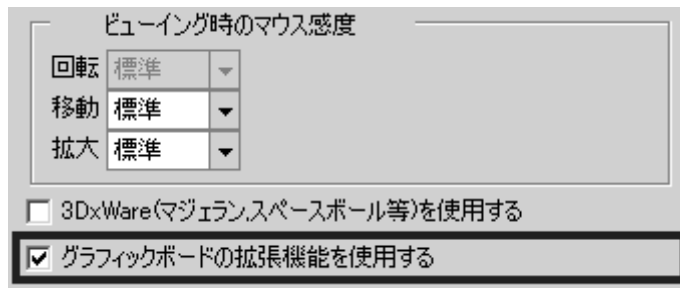 ビューイング時のマウス感度
回転 標準
移動 標準
拡大 標準
3DxWare(マジェラン,スペースボール等)を使用する
グラフィックボードの拡張機能を使用する